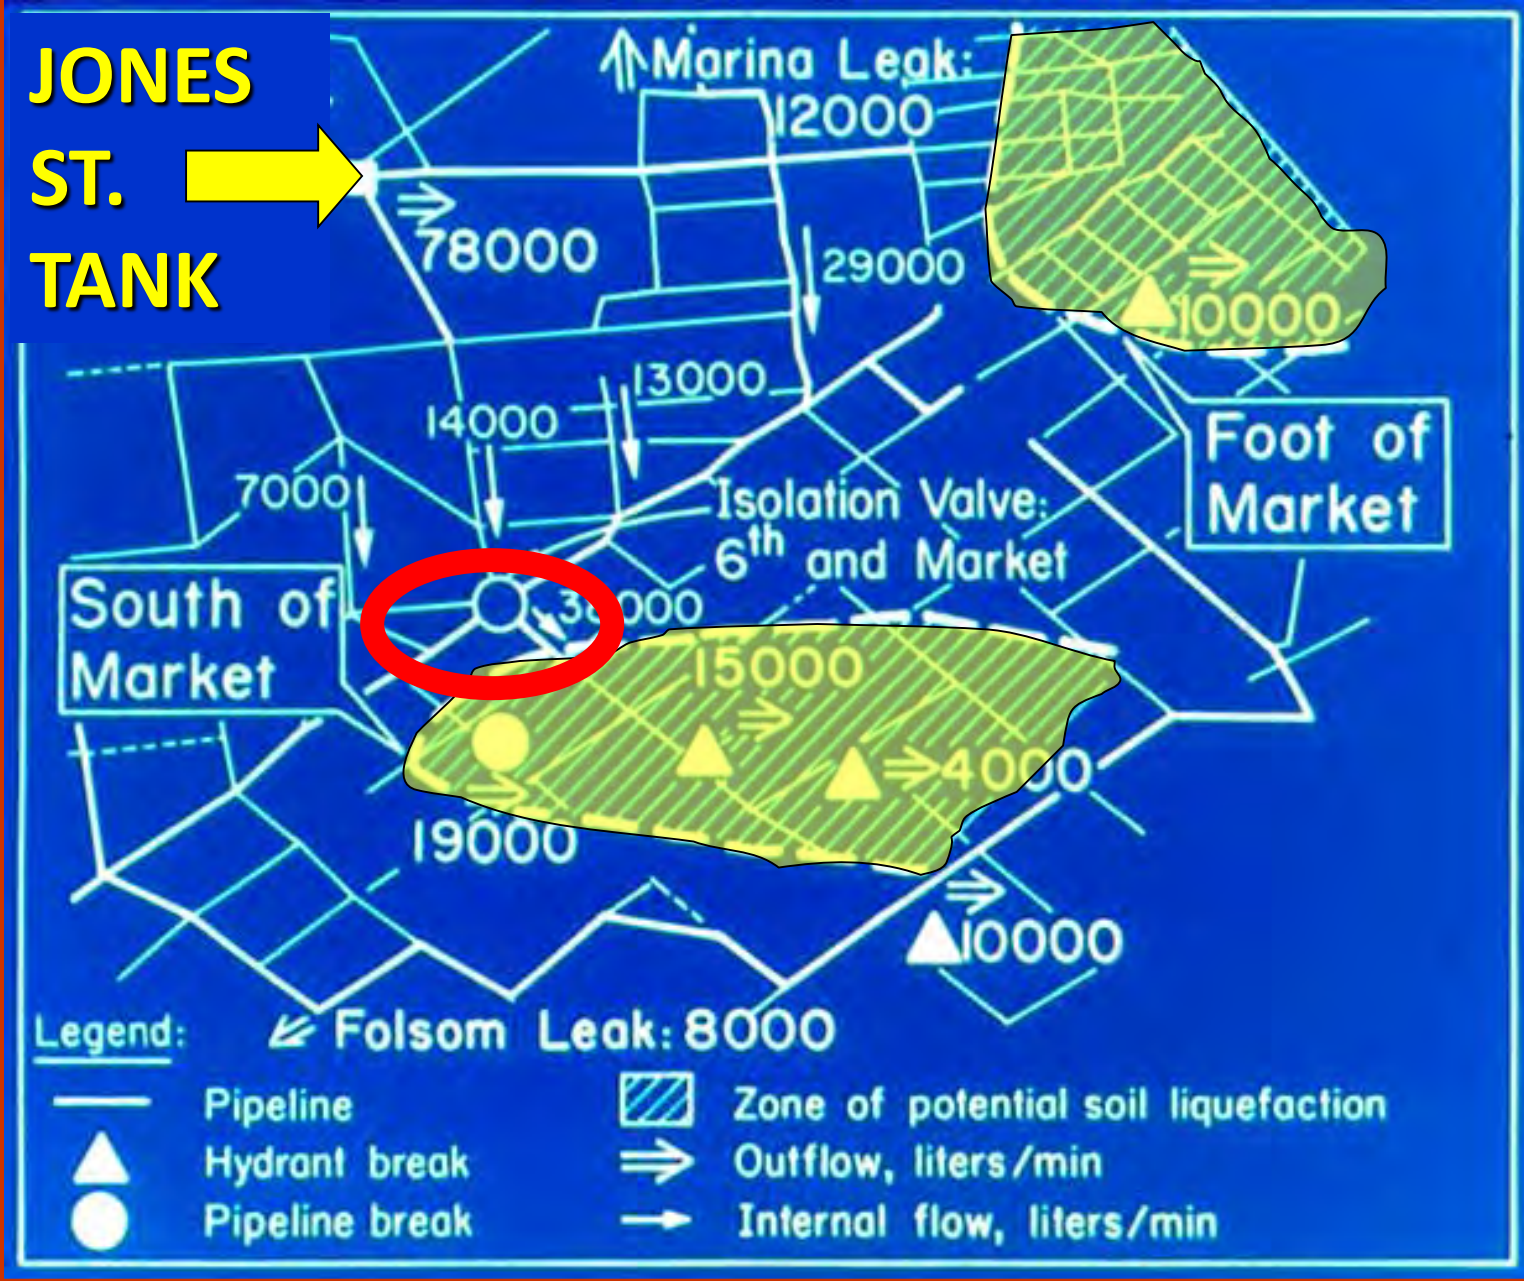 JONES
ST.
TANK
Marina Leak:
12000
78000
29000
10000
13000
14000
7000
Foot of
Market
Isolation Valve:
6th and Market
South of
Market
15000
4000
19000
10000
Folsom Leak: 8000
Legend:
Pipeline
Hydrant break
Pipeline break
Zone of potential soil liquefaction
Outflow, liters/min
Internal flow, liters/min